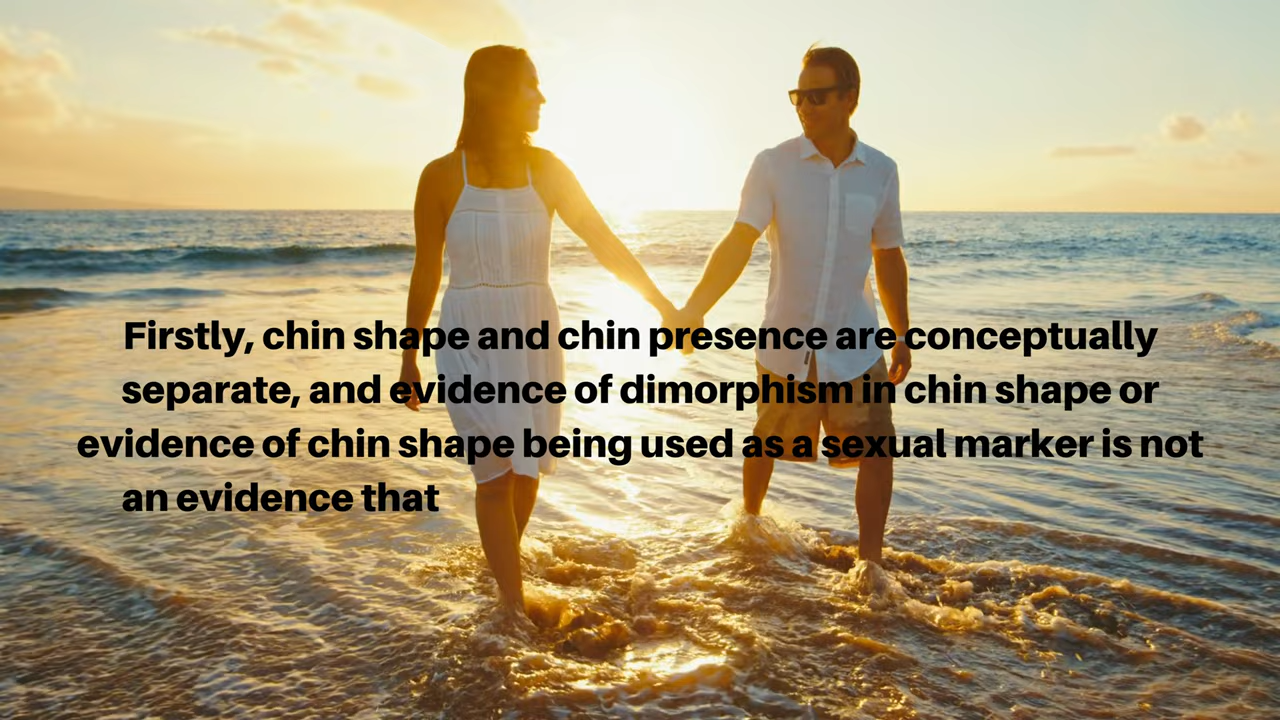 Firstly, chin shape and chin presence are conceptually
separate, and evidence of dimorphism in chin shape or
evidence of chin shape being used as a sexual marker is not
an evidence that